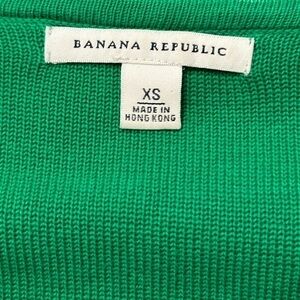 BANANA REPUBLIC
XS
MADE IN
HONG KONG